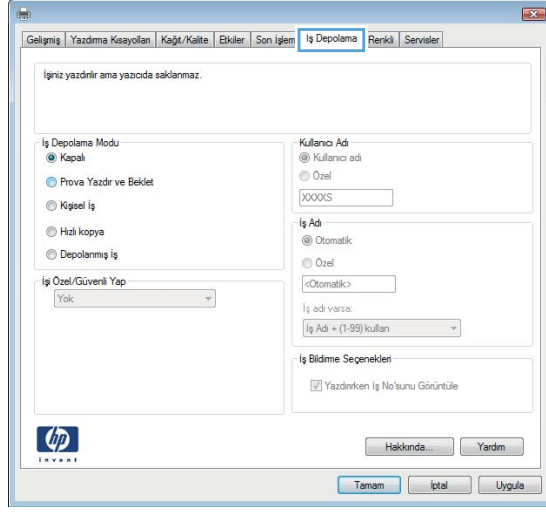 Gelişmiş Yazdırma Kısayolları Kağıt/Kalite Etkiler Son işlem İş Depolama Renkli Servisler
İşiniz yazdırılır ama yazıcıda saklanmaz.
İş Depolama Modu
Kapalı
Prova Yazdır ve Beklet
Kişisel İş
Hızlı kopya
Depolanmış İş
İşi Özel/Güvenli Yap
Yok
Kullanıcı Adı
Kullanıcı adı
Özel
XXXXS
İş Adı
Otomatik
Özel
<Otomatik>
İş adı varsa:
İş Adı + (1-99) kullan
İş Bildirme Seçenekleri
Yazdırırken İş No'sunu Görüntüle
hp
invent
Hakkında... Yardım
Tamam İptal Uygula